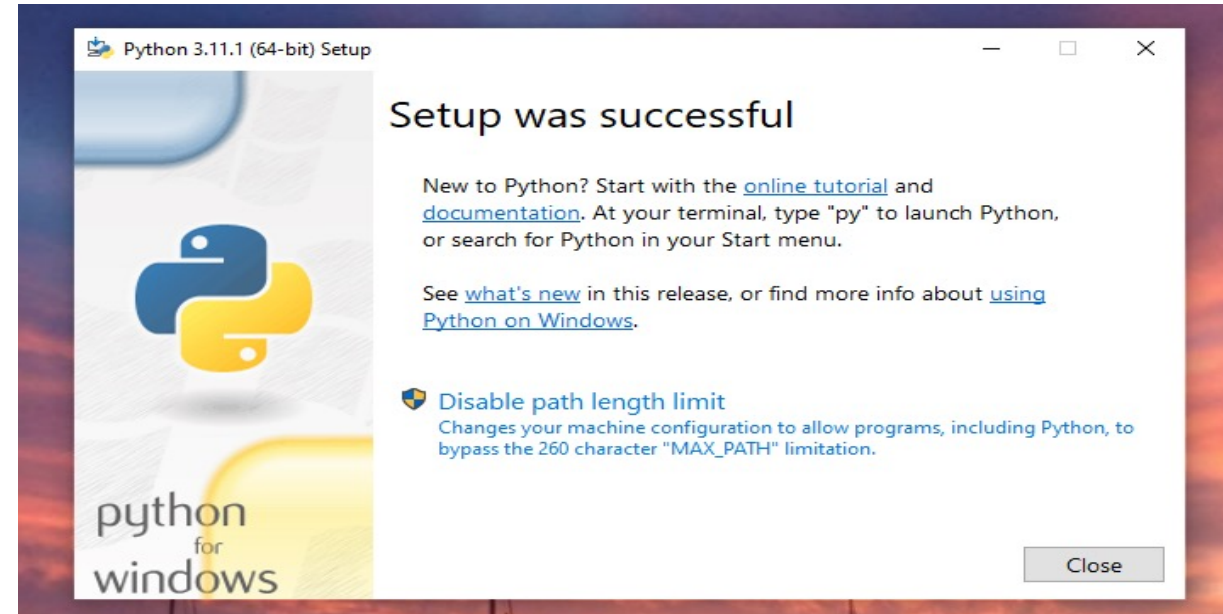 Python 3.11.1 (64-bit) Setup
Setup was successful
New to Python? Start with the online tutorial and
documentation. At your terminal, type "py" to launch Python,
or search for Python in your Start menu.
See what's new in this release, or find more info about using
Python on Windows.
Disable path length limit
Changes your machine configuration to allow programs, including Python, to
bypass the 260 character "MAX_PATH" limitation.
python
for
windows
Close